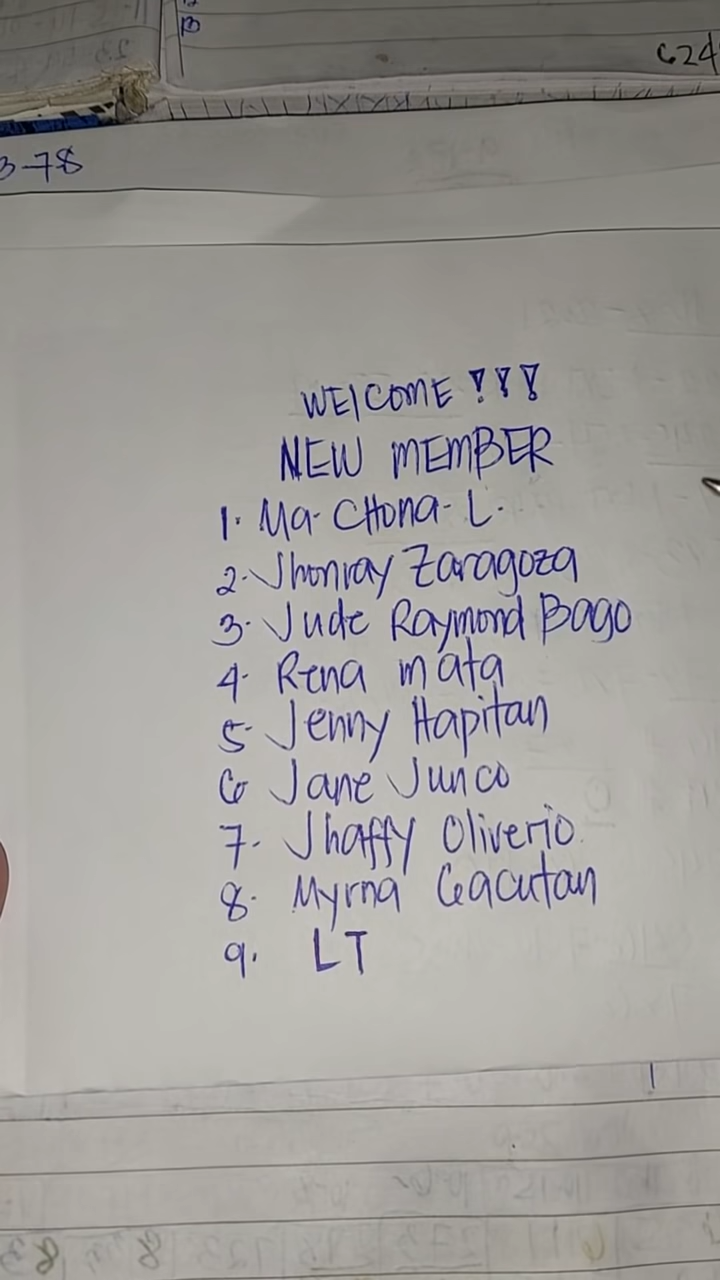 13
624
3-78
WElCOME !!!
NEW MEMBER
1. Ma. CHona. L.
2. Jhonray Zaragoza
3. Jude Raymond Bago
4. Rena mata
5. Jenny Hapitan
6 Jane Junco
7. Jhaffy Oliverio
8. Myrna Gacutan
9. LT